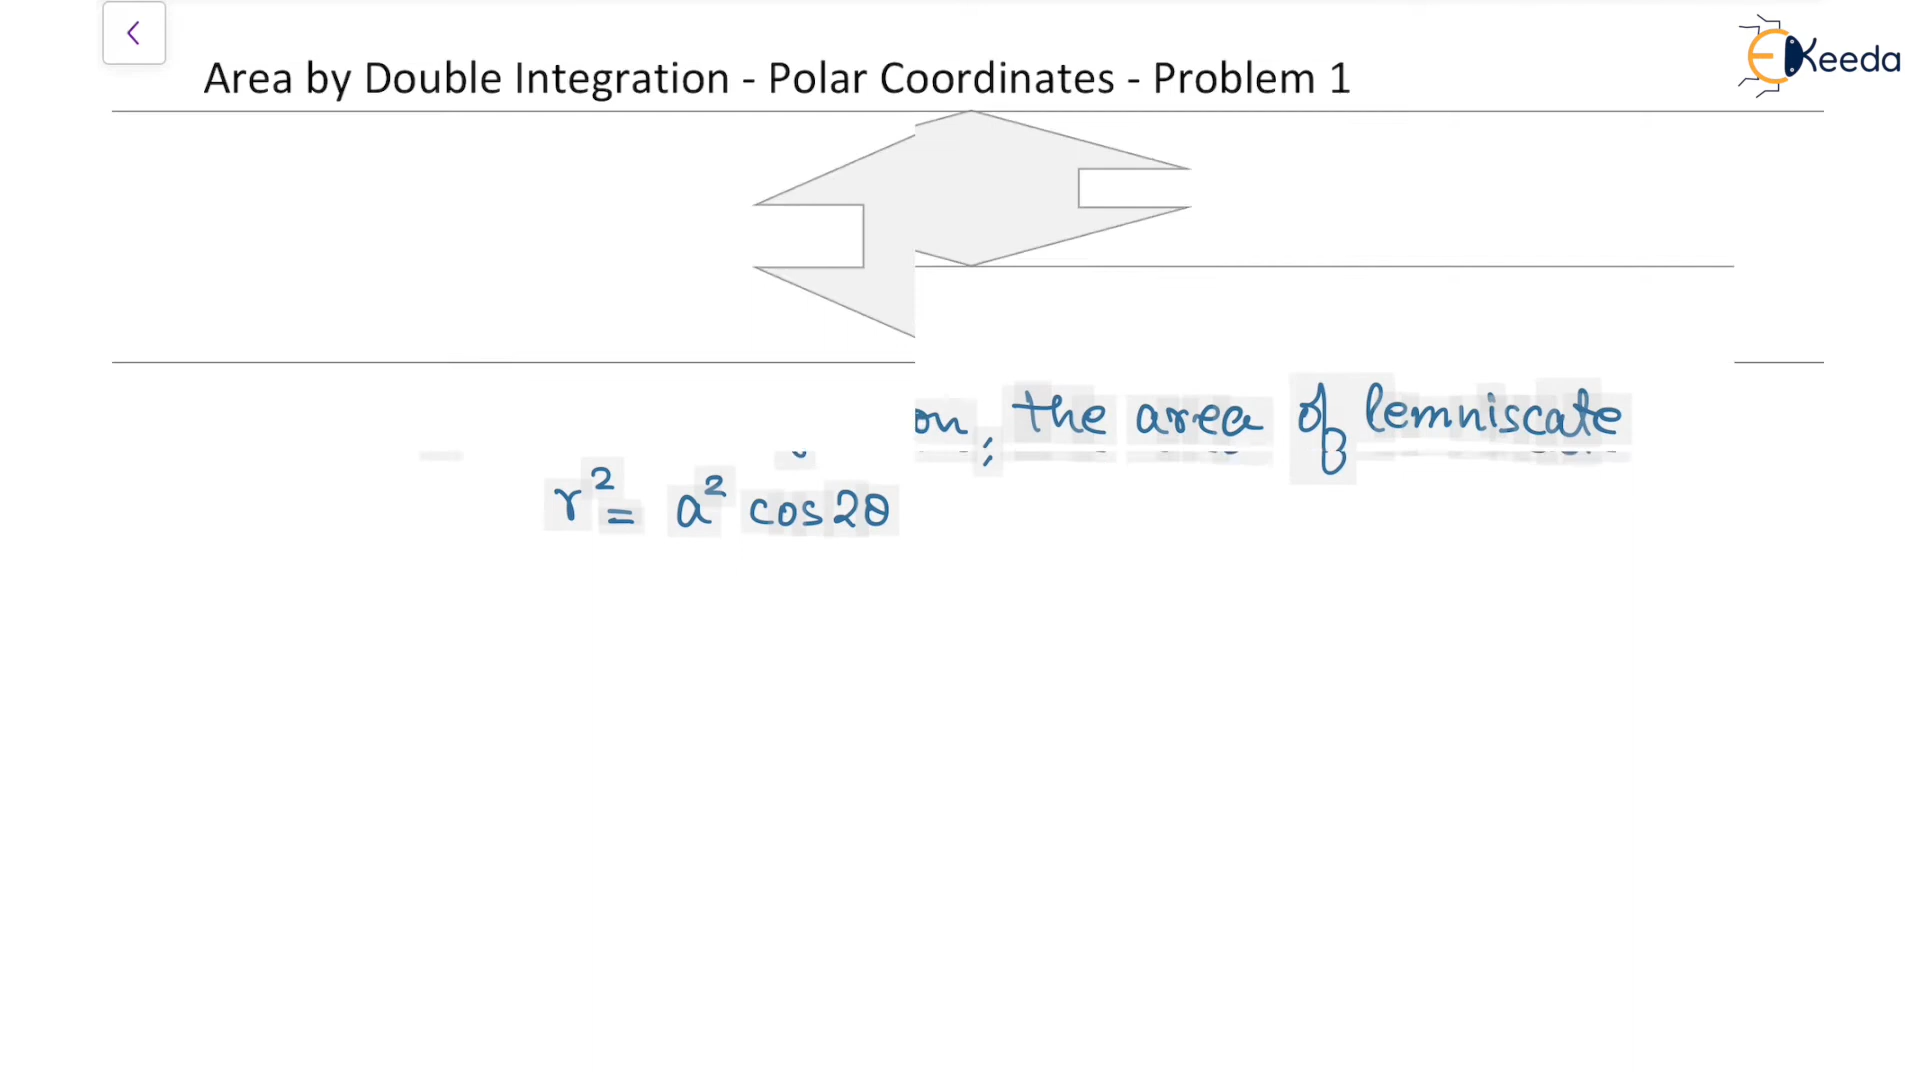 Keeda
Area by Double Integration - Polar Coordinates - Problem 1
on, the area of lemniscate
r² = a² cos2θ